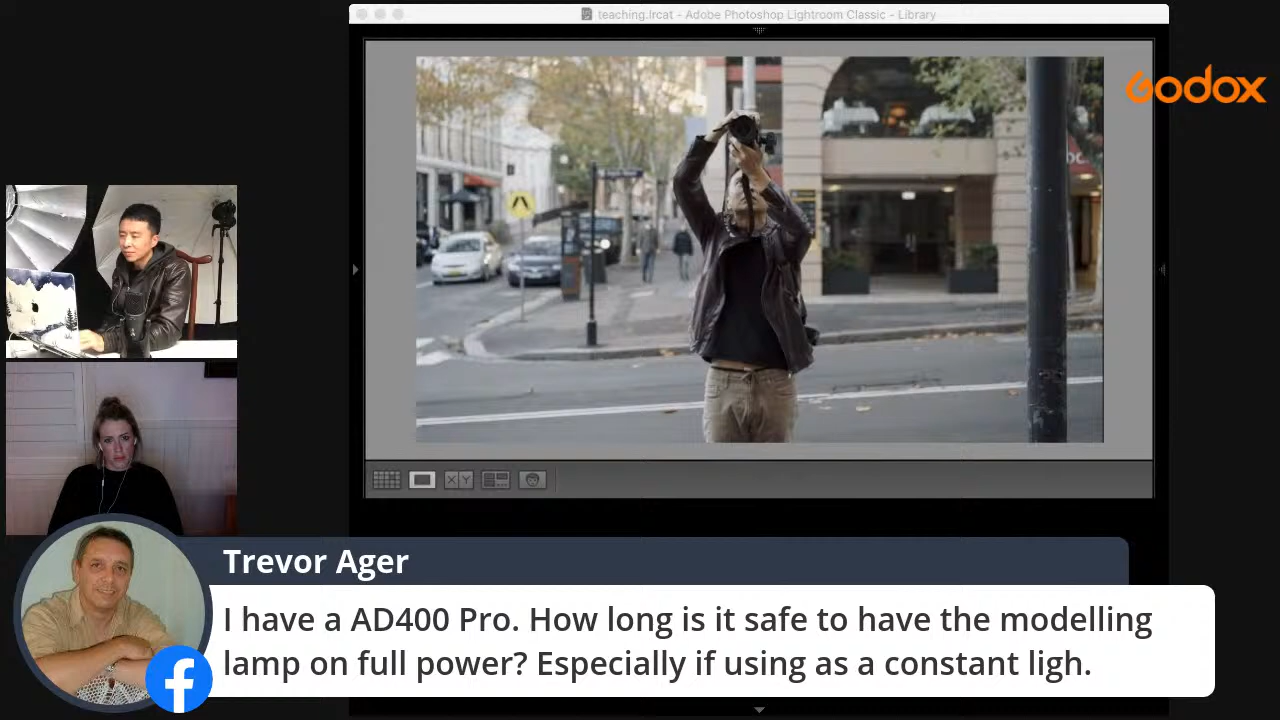 teaching.lrcat - Adobe Photoshop Lightroom Classic - Library
Godox
X Y
Trevor Ager
I have a AD400 Pro. How long is it safe to have the modelling
lamp on full power? Especially if using as a constant ligh.